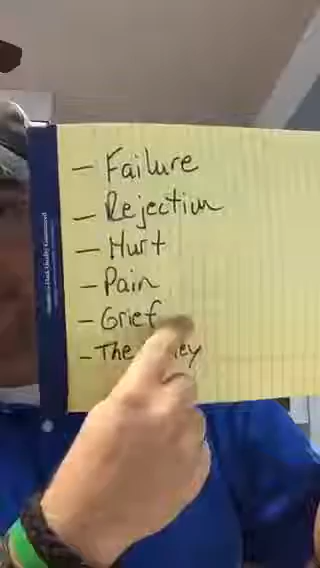 - Failure
- Rejection
- Hurt
- Pain
- Grief
- The